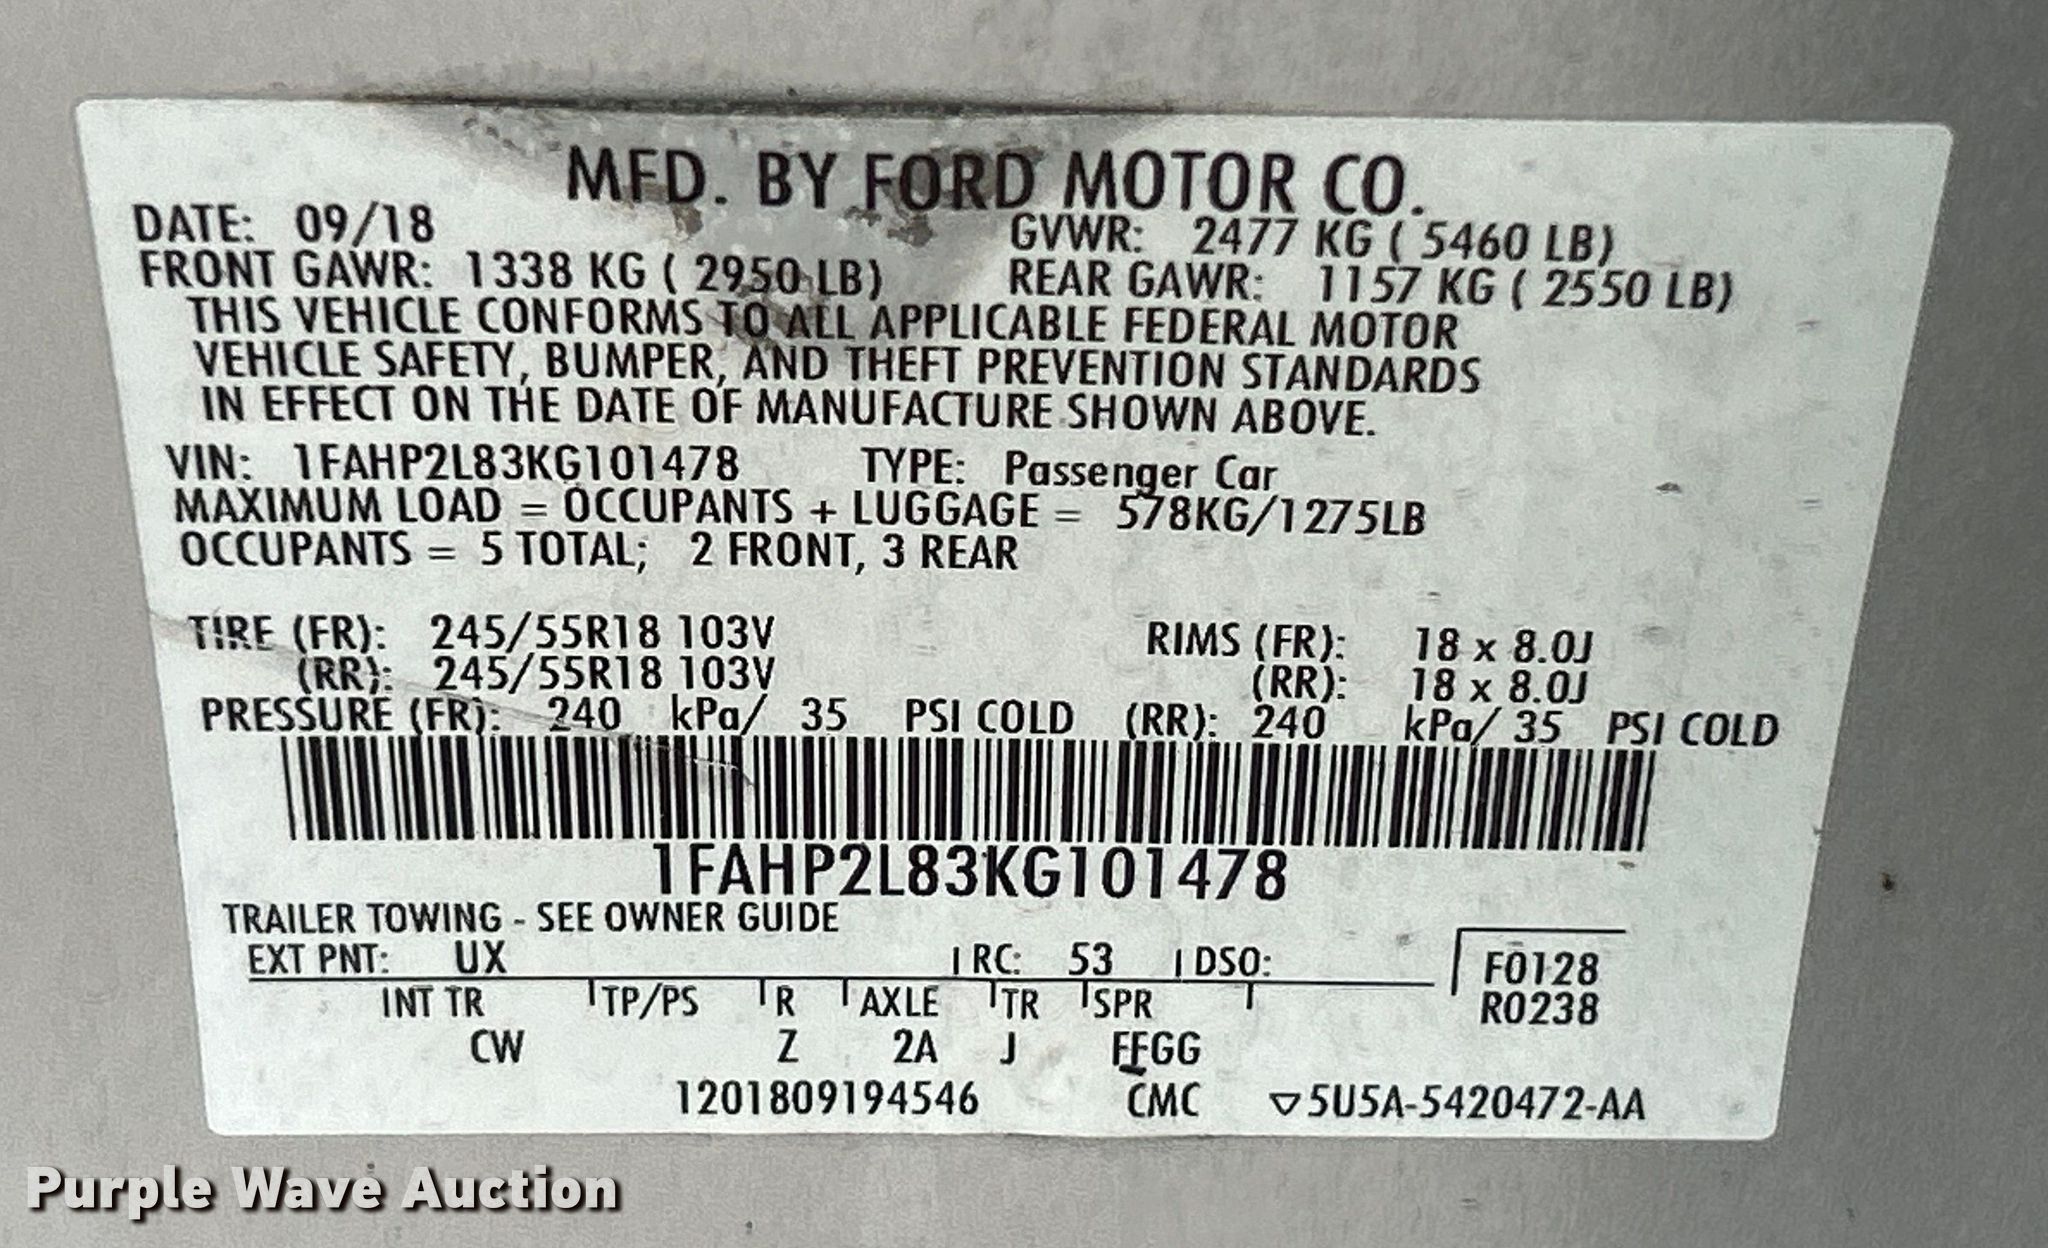 MFD. BY FORD MOTOR CO.
DATE: 09/18 GVWR: 2477 KG ( 5460 LB)
FRONT GAWR: 1338 KG ( 2950 LB) REAR GAWR: 1157 KG ( 2550 LB)
THIS VEHICLE CONFORMS TO ALL APPLICABLE FEDERAL MOTOR
VEHICLE SAFETY, BUMPER, AND THEFT PREVENTION STANDARDS
IN EFFECT ON THE DATE OF MANUFACTURE SHOWN ABOVE.
VIN: 1FAHP2L83KG101478 TYPE: Passenger Car
MAXIMUM LOAD = OCCUPANTS + LUGGAGE = 578KG/1275LB
OCCUPANTS = 5 TOTAL; 2 FRONT, 3 REAR
TIRE (FR): 245/55R18 103V RIMS (FR): 18 x 8.0J
(RR): 245/55R18 103V (RR): 18 x 8.0J
PRESSURE (FR): 240 kPa/ 35 PSI COLD (RR): 240 kPa/ 35 PSI COLD
1FAHP2L83KG101478
TRAILER TOWING - SEE OWNER GUIDE
EXT PNT: UX RC: 53 DSO: F0128
INT TR TP/PS R AXLE TR SPR R0238
CW Z 2A J FFGG
1201809194546 CMC ▽5U5A-5420472-AA
Purple Wave Auction